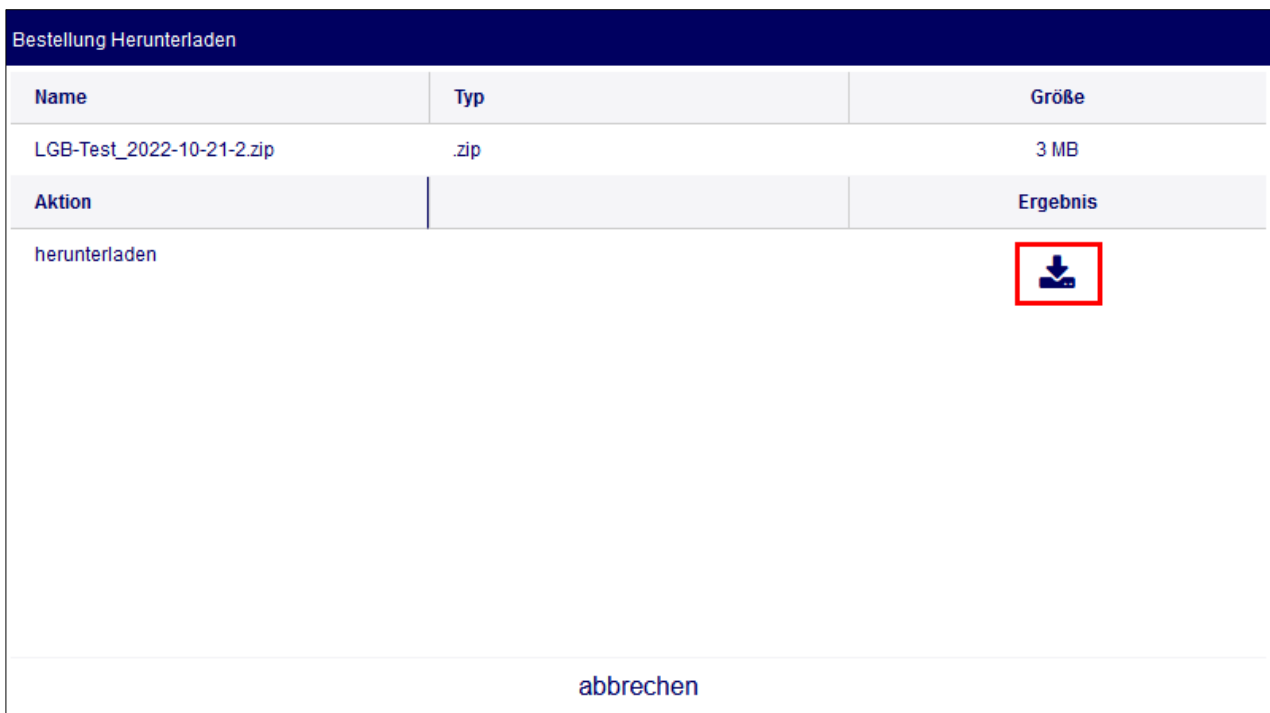 Bestellung Herunterladen
Name Typ Größe
LGB-Test_2022-10-21-2.zip .zip 3 MB
Aktion Ergebnis
herunterladen
abbrechen